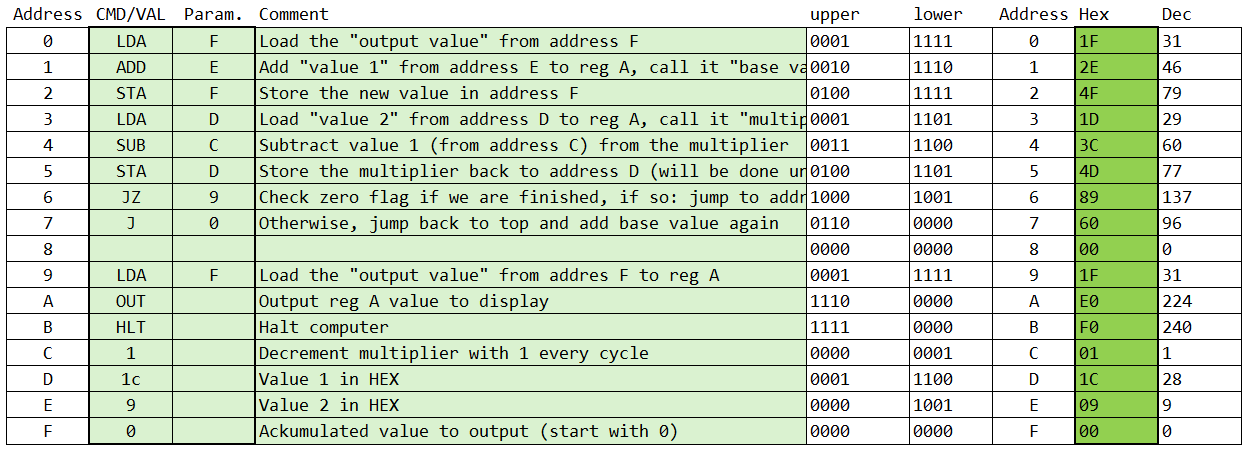 Address CMD/VAL Param. Comment upper lower Address Hex Dec
0 LDA F Load the "output value" from address F 0001 1111 0 1F 31
1 ADD E Add "value 1" from address E to reg A, call it "base va 0010 1110 1 2E 46
2 STA F Store the new value in address F 0100 1111 2 4F 79
3 LDA D Load "value 2" from address D to reg A, call it "multip 0001 1101 3 1D 29
4 SUB C Subtract value 1 (from address C) from the multiplier 0011 1100 4 3C 60
5 STA D Store the multiplier back to address D (will be done un 0100 1101 5 4D 77
6 JZ 9 Check zero flag if we are finished, if so: jump to addr 1000 1001 6 89 137
7 J 0 Otherwise, jump back to top and add base value again 0110 0000 7 60 96
8 0000 0000 8 00 0
9 LDA F Load the "output value" from addres F to reg A 0001 1111 9 1F 31
A OUT Output reg A value to display 1110 0000 A E0 224
B HLT Halt computer 1111 0000 B F0 240
C 1 Decrement multiplier with 1 every cycle 0000 0001 C 01 1
D 1c Value 1 in HEX 0001 1100 D 1C 28
E 9 Value 2 in HEX 0000 1001 E 09 9
F 0 Ackumulated value to output (start with 0) 0000 0000 F 00 0